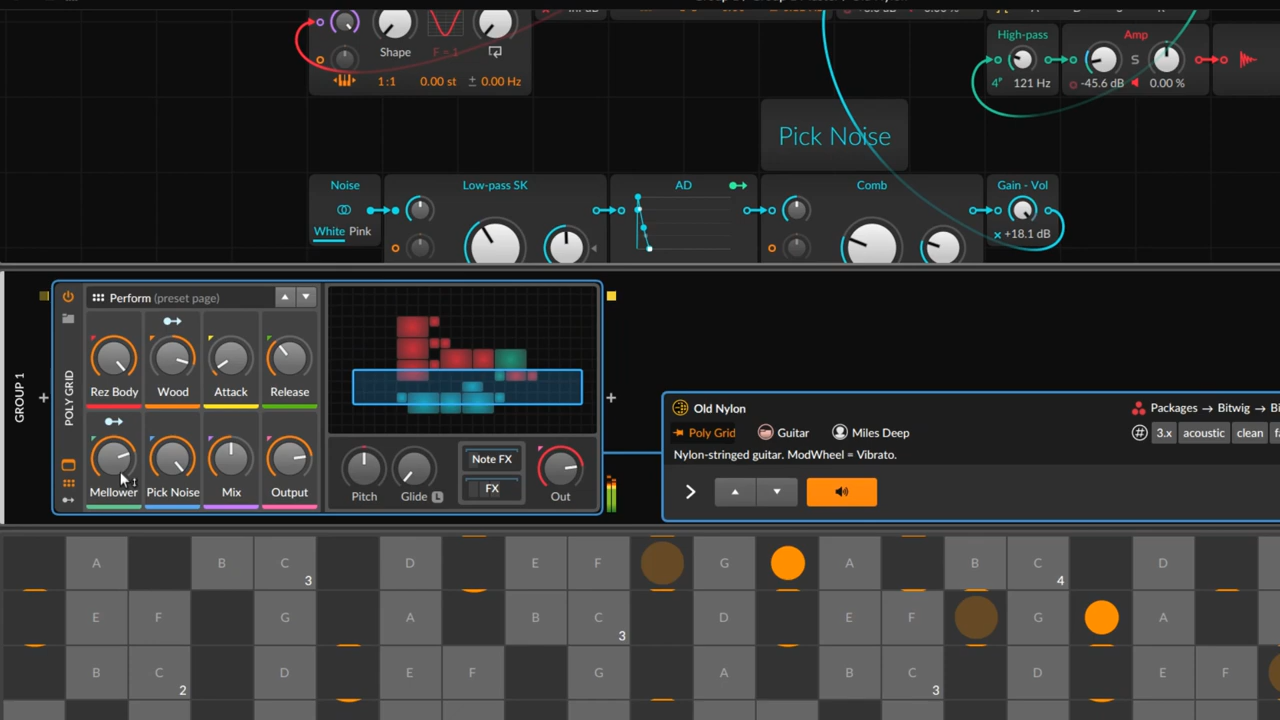 Shape
F = 1
1:1
0.00 st
± 0.00 Hz
High-pass
Amp
4P
121 Hz
S
-45.6 dB
0.00 %
Pick Noise
Noise
Low-pass SK
AD
Comb
Gain - Vol
White
Pink
× +18.1 dB
GROUP 1
+
POLY GRID
Perform (preset page)
Rez Body
Wood
Attack
Release
Mellower
Pick Noise
Mix
Output
Pitch
Glide
L
Note FX
FX
Out
+
Old Nylon
Packages → Bitwig → Bi
Poly Grid
Guitar
Miles Deep
3.x
acoustic
clean
Nylon-stringed guitar. ModWheel = Vibrato.
A B C 3 D E F G A B C 4 D
E F G A B C 3 D E F G A
B C 2 D E F G A B C 3 D E F